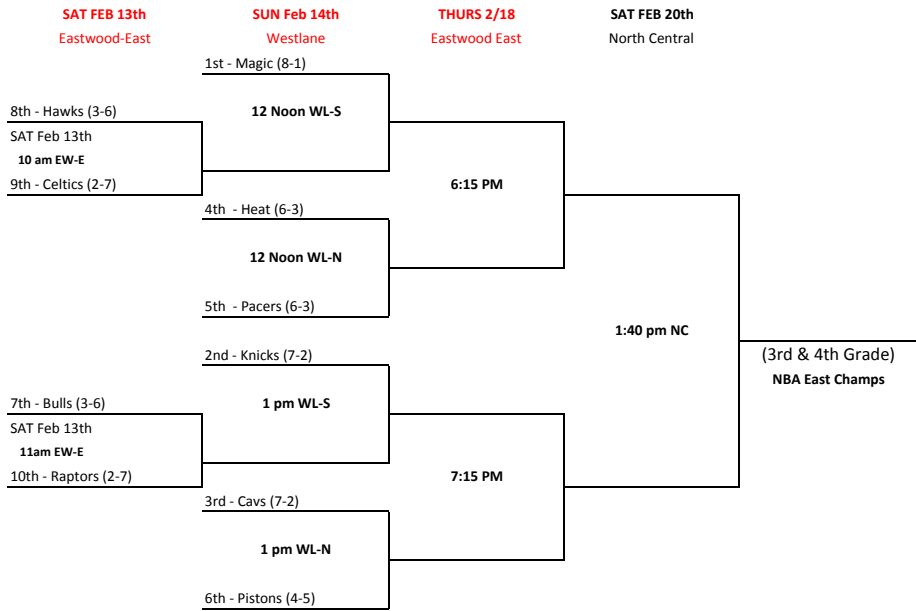 SAT FEB 13th
SUN Feb 14th
THURS 2/18
SAT FEB 20th
Eastwood-East
Westlane
Eastwood East
North Central
1st - Magic (8-1)
12 Noon WL-S
8th - Hawks (3-6)
SAT Feb 13th
10 am EW-E
9th - Celtics (2-7)
6:15 PM
4th - Heat (6-3)
12 Noon WL-N
5th - Pacers (6-3)
1:40 pm NC
2nd - Knicks (7-2)
(3rd & 4th Grade)
NBA East Champs
1 pm WL-S
7th - Bulls (3-6)
SAT Feb 13th
11am EW-E
10th - Raptors (2-7)
7:15 PM
3rd - Cavs (7-2)
1 pm WL-N
6th - Pistons (4-5)